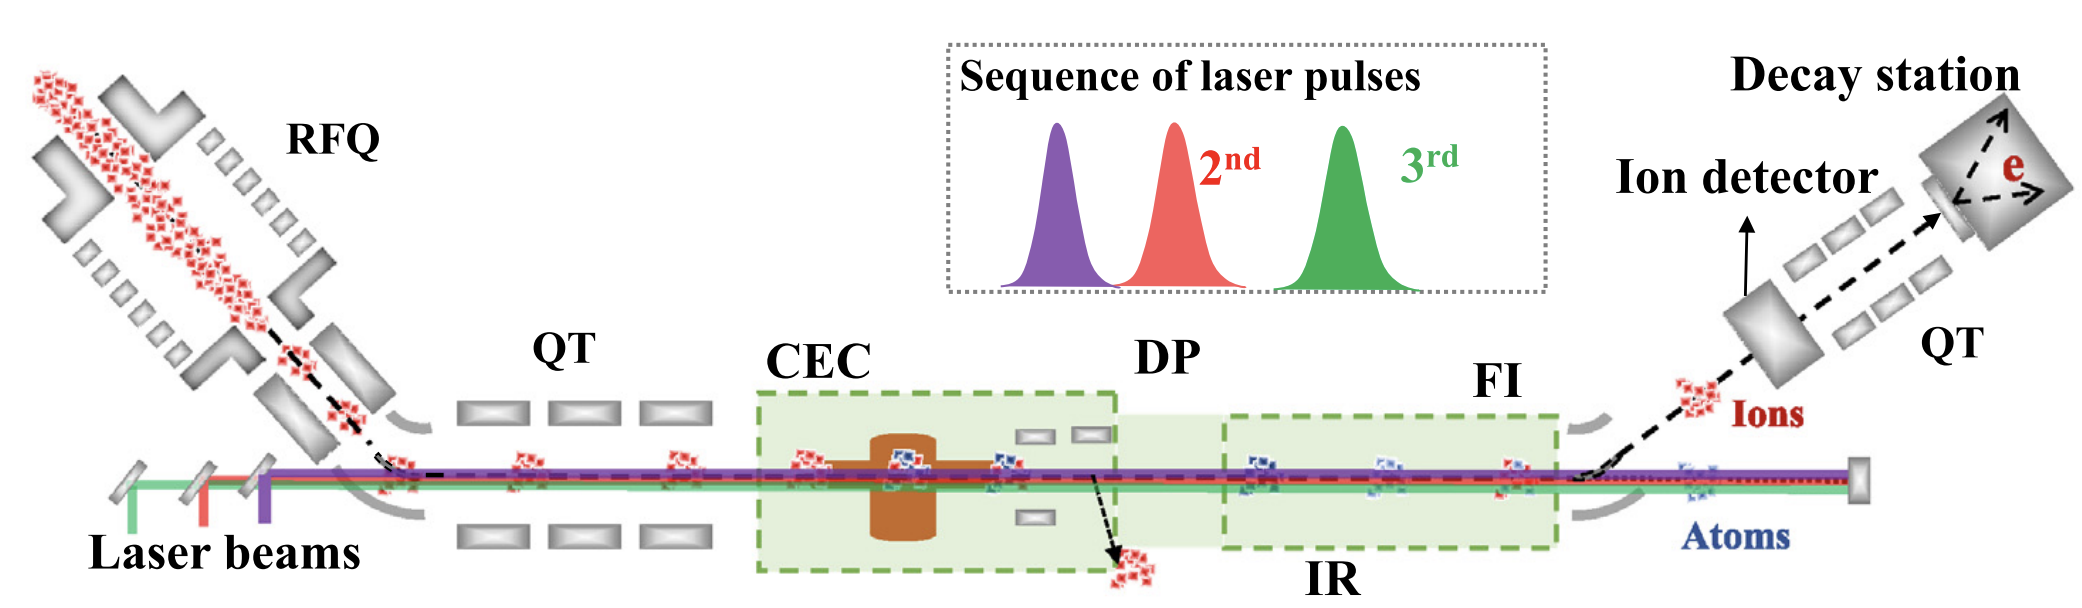 Sequence of laser pulses
2nd
3rd
Decay station
e
RFQ
Ion detector
QT
CEC
DP
FI
QT
Ions
Laser beams
Atoms
IR